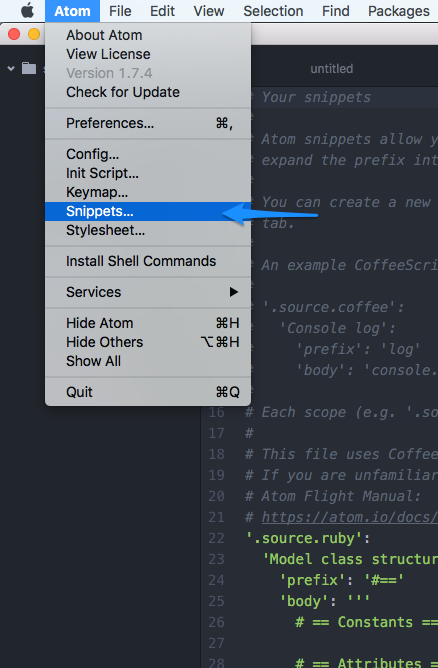 Atom File Edit View Selection Find Packages
About Atom
View License
Version 1.7.4
Check for Update
Preferences... ⌘,
Config...
Init Script...
Keymap...
Snippets...
Stylesheet...
Install Shell Commands
Services ▶
Hide Atom ⌘H
Hide Others ⌥⌘H
Show All
Quit ⌘Q
untitled
# Your snippets
#
# Atom snippets allow y
expand the prefix int
#
# You can create a new
tab.
#
# An example CoffeeScri
#
# '.source.coffee':
# 'Console log':
# 'prefix': 'log'
# 'body': 'console.
#
16 # Each scope (e.g. '.so
17 #
18 # This file uses Coffee
19 # If you are unfamiliar
20 # Atom Flight Manual:
21 # https://atom.io/docs/
22 '.source.ruby':
23 'Model class structur
24 'prefix': '#=='
25 'body': '''
26 # == Constants ==
27
28 # == Attributes =